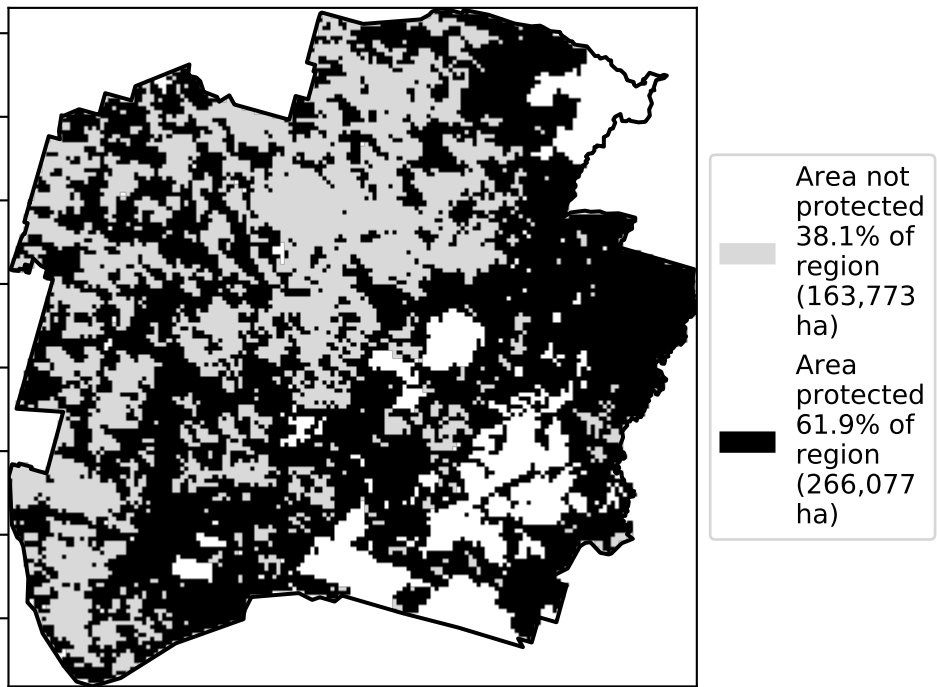 Area not
protected
38.1% of
region
(163,773
ha)
Area
protected
61.9% of
region
(266,077
ha)